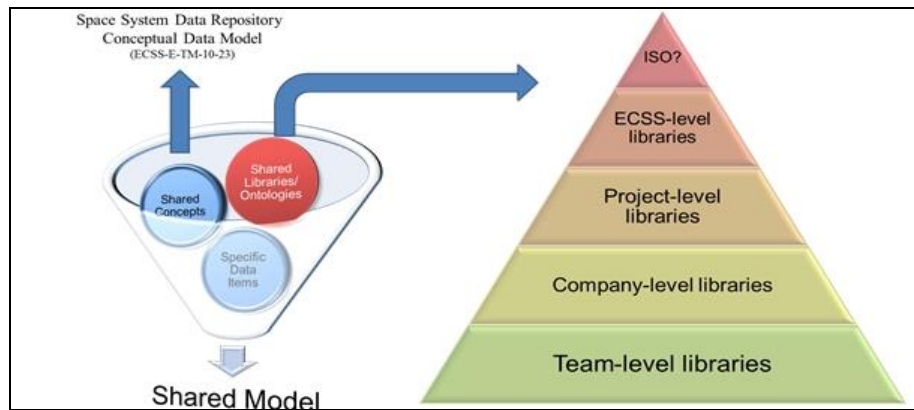 Space System Data Repository
Conceptual Data Model
(ECSS-E-TM-10-23)
Shared
Libraries/
Ontologies
Shared
Concepts
Specific
Data
Items
Shared Model
ISO?
ECSS-level
libraries
Project-level
libraries
Company-level libraries
Team-level libraries